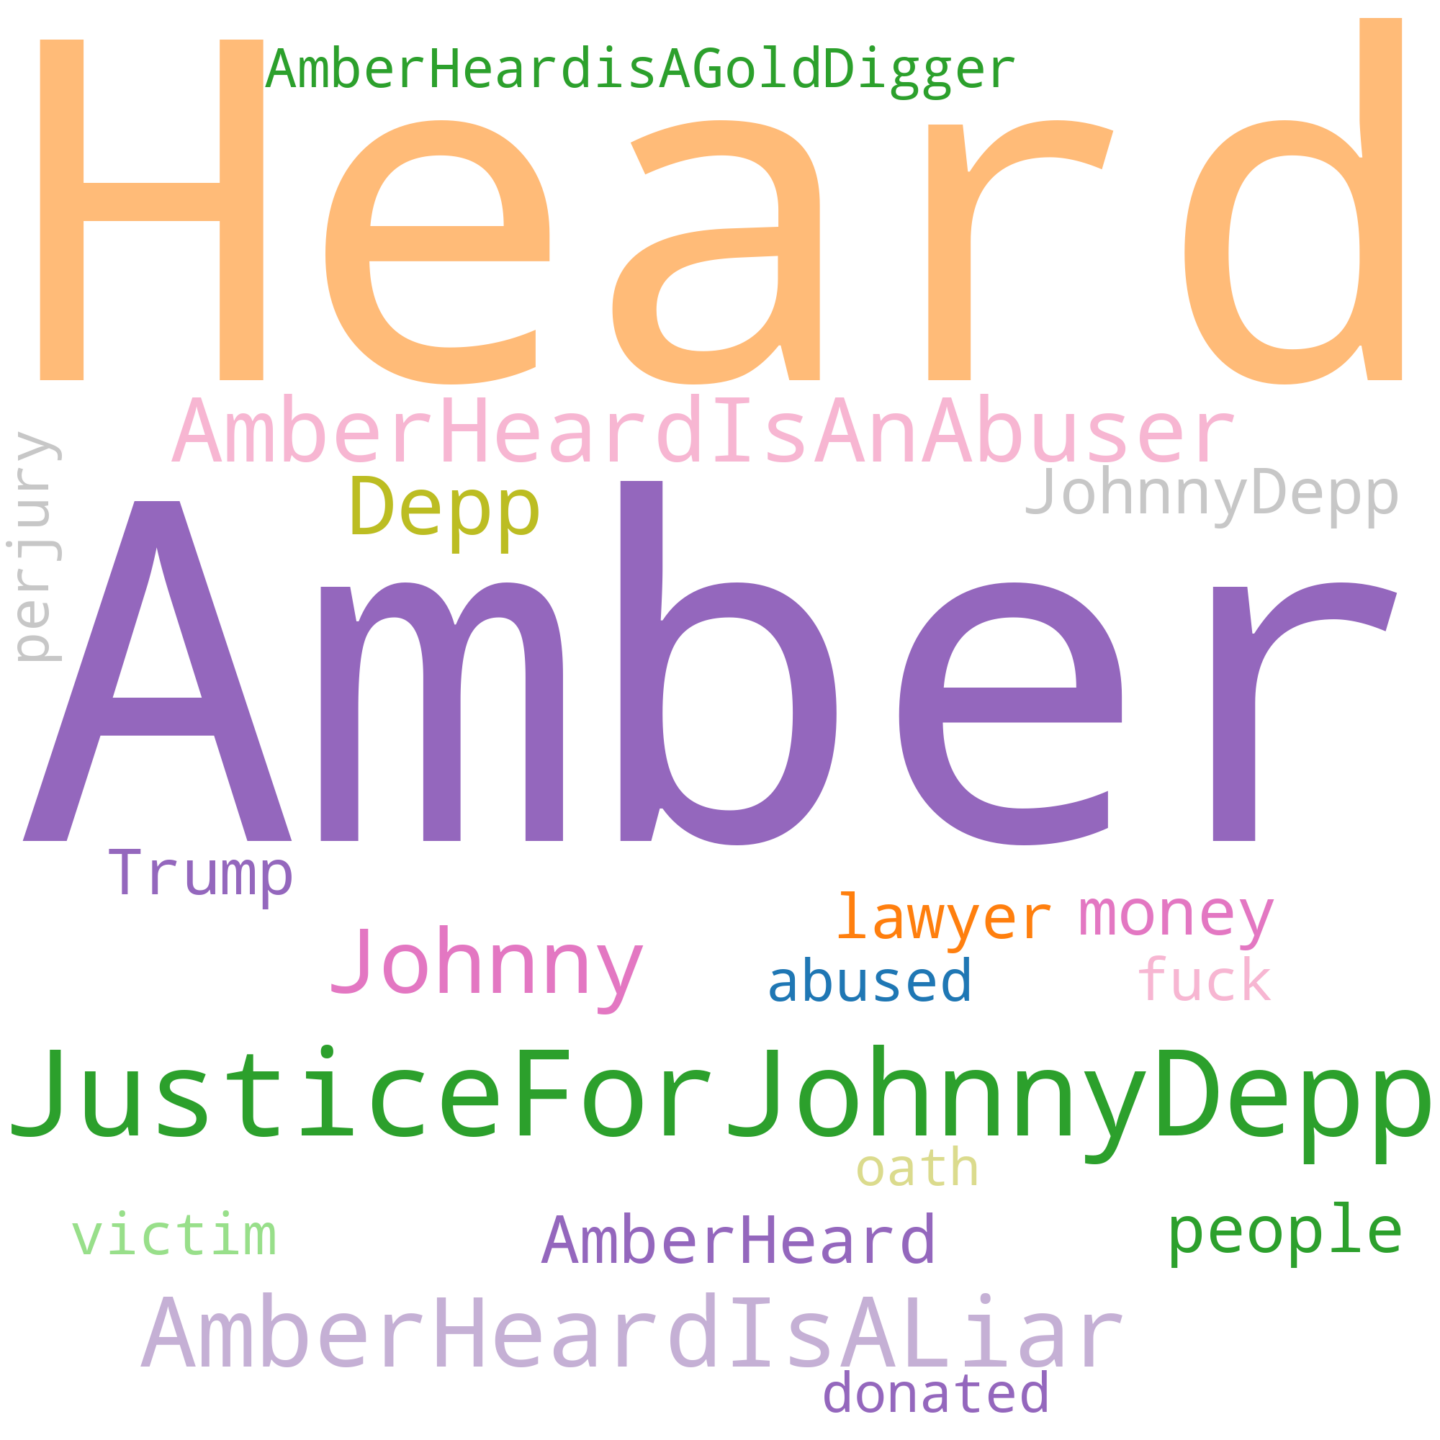 AmberHeardisAGoldDigger
Heard
AmberHeardIsAnAbuser
perjury
Depp
JohnnyDepp
Amber
Trump
lawyer
money
Johnny
abused
fuck
JusticeForJohnnyDepp
oath
victim
AmberHeard
people
AmberHeardIsALiar
donated